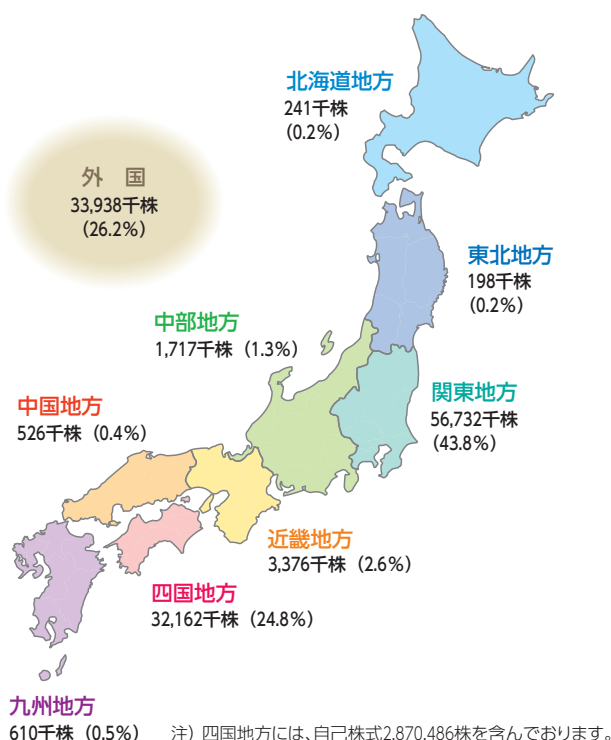 北海道地方
241千株
(0.2%)
外　国
33,938千株
(26.2%)
東北地方
198千株
(0.2%)
中部地方
1,717千株 (1.3%)
関東地方
56,732千株
(43.8%)
中国地方
526千株 (0.4%)
近畿地方
3,376千株 (2.6%)
四国地方
32,162千株 (24.8%)
九州地方
610千株 (0.5%)
注) 四国地方には、自己株式2,870,486株を含んでおります。